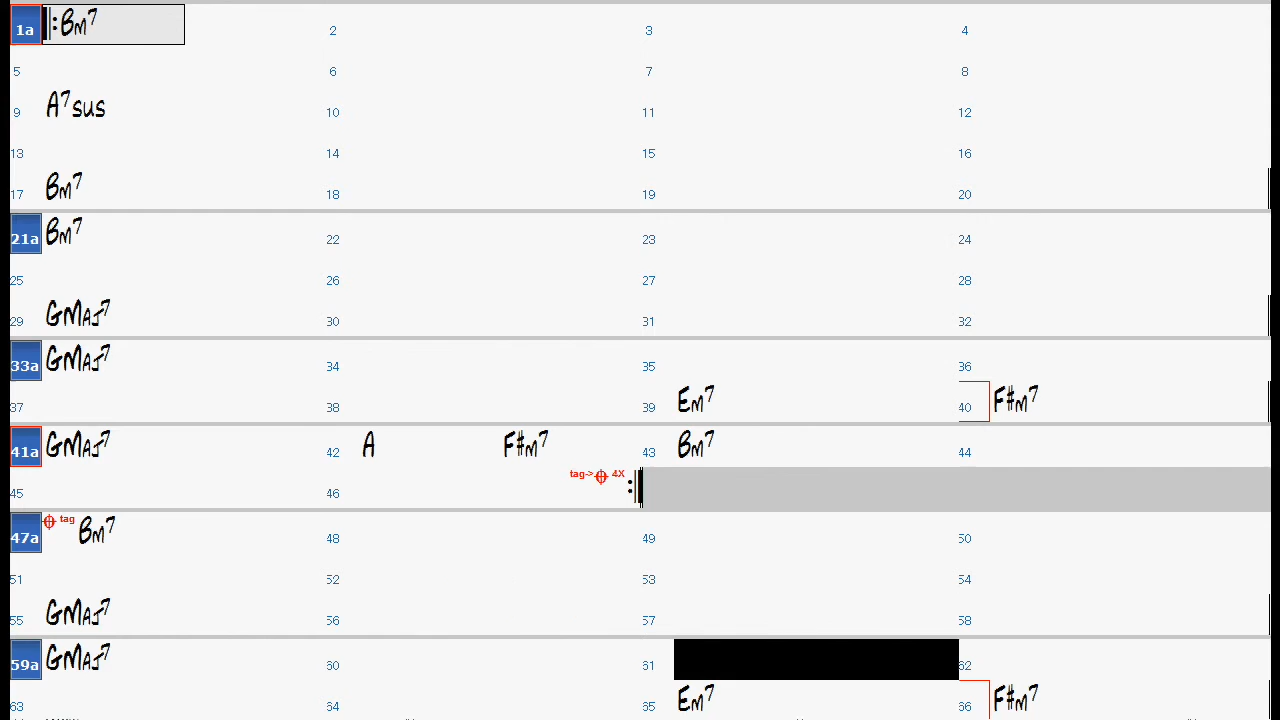 1a Bm7 2 3 4
5 6 7 8
9 A7sus 10 11 12
13 14 15 16
17 Bm7 18 19 20
21a Bm7 22 23 24
25 26 27 28
29 GMaj7 30 31 32
33a GMaj7 34 35 36
37 38 39 Em7 40 F#m7
41a GMaj7 42 A F#m7 43 Bm7 44
45 46 tag-> 4X
47a tag Bm7 48 49 50
51 52 53 54
55 GMaj7 56 57 58
59a GMaj7 60 61 62
63 64 65 Em7 66 F#m7